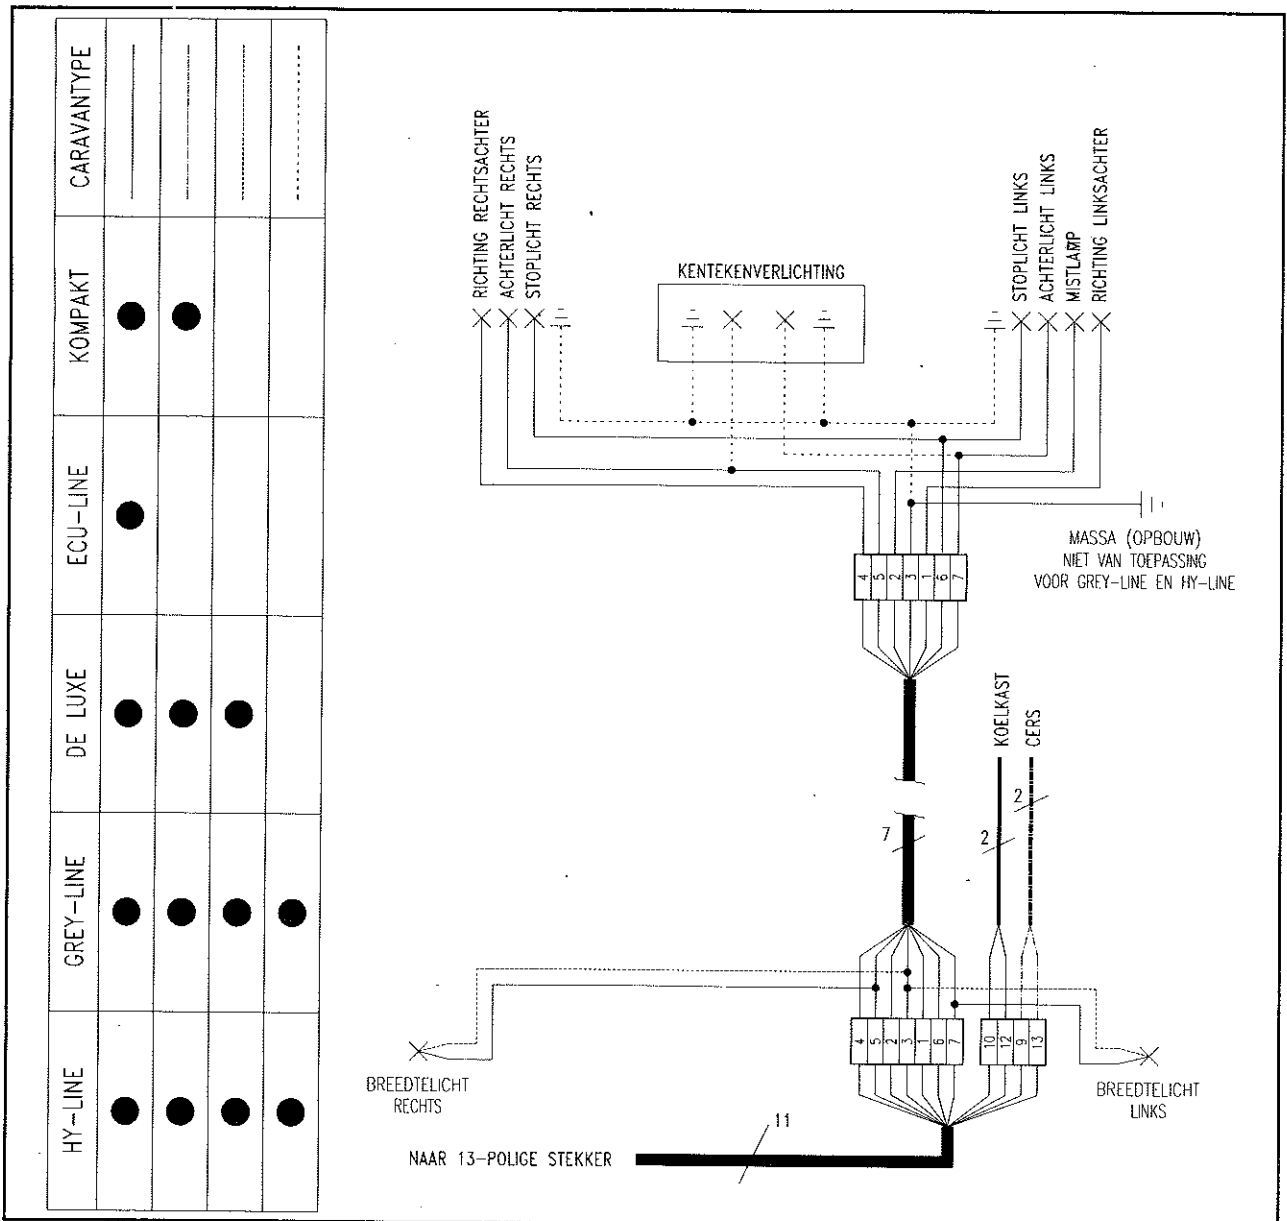 CARAVANTYPE
KOMPAKT
ECU-LINE
DE LUXE
GREY-LINE
HY-LINE
RICHTING RECHTSACHTER
ACHTERLICHT RECHTS
STOPLICHT RECHTS
KENTEKENVERLICHTING
STOPLICHT LINKS
ACHTERLICHT LINKS
MISTLAMP
RICHTING LINKSACHTER
MASSA (OPBOUW)
NIET VAN TOEPASSING
VOOR GREY-LINE EN HY-LINE
4 5 2 3 1 6 7
KOELKAST
CERS
7
2
2
4 5 2 3 1 6 7
10 12 9 13
BREEDTELICHT
RECHTS
BREEDTELICHT
LINKS
11
NAAR 13-POLIGE STEKKER